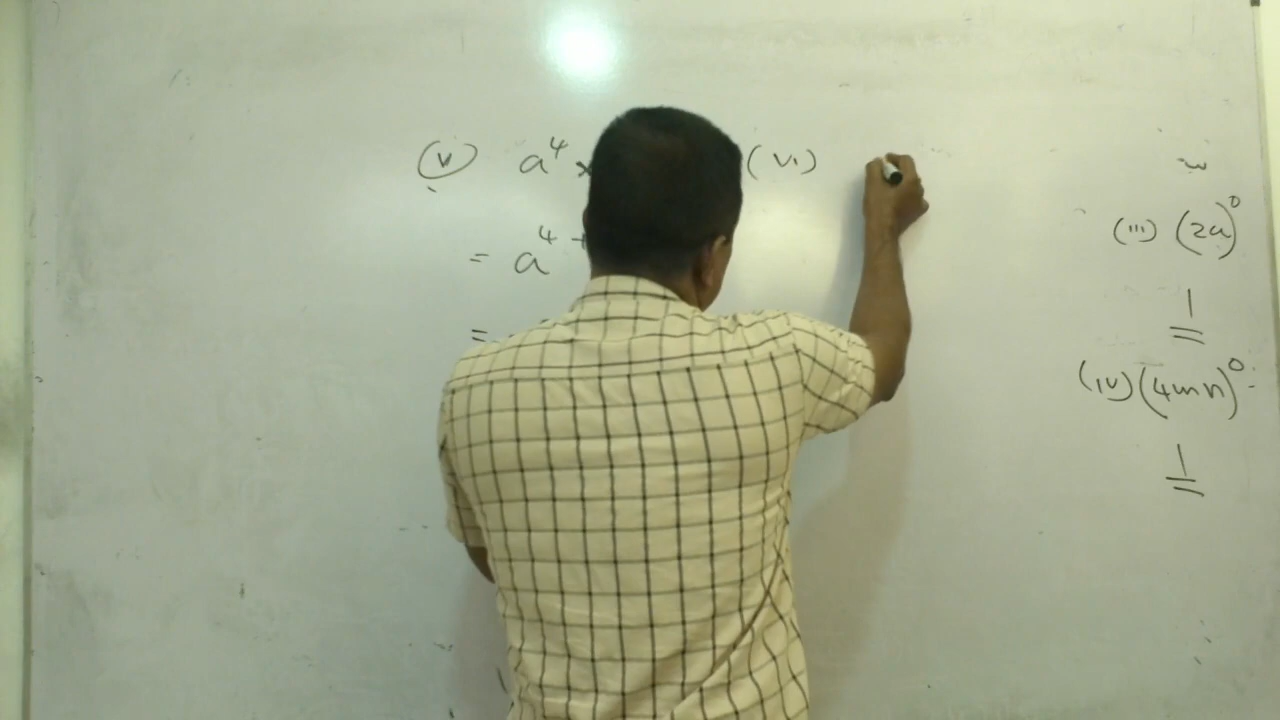 (v) a⁴ ×
= a⁴ +
=
(vi)
(iii) (2a)⁰
1
(iv) (4mn)⁰
1